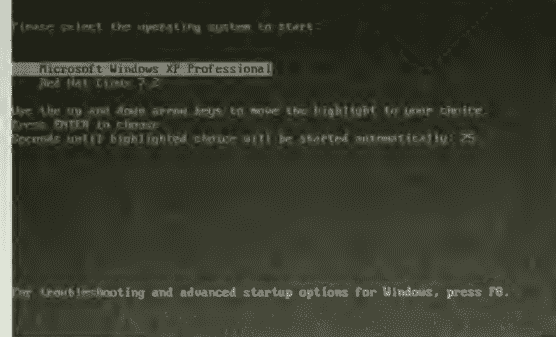 Please select the operating system to start:
Microsoft Windows XP Professional
Red Hat Linux 7.2
Use the up and down arrow keys to move the highlight to your choice.
Press ENTER to choose.
Seconds until highlighted choice will be started automatically: 25
For troubleshooting and advanced startup options for Windows, press F8.